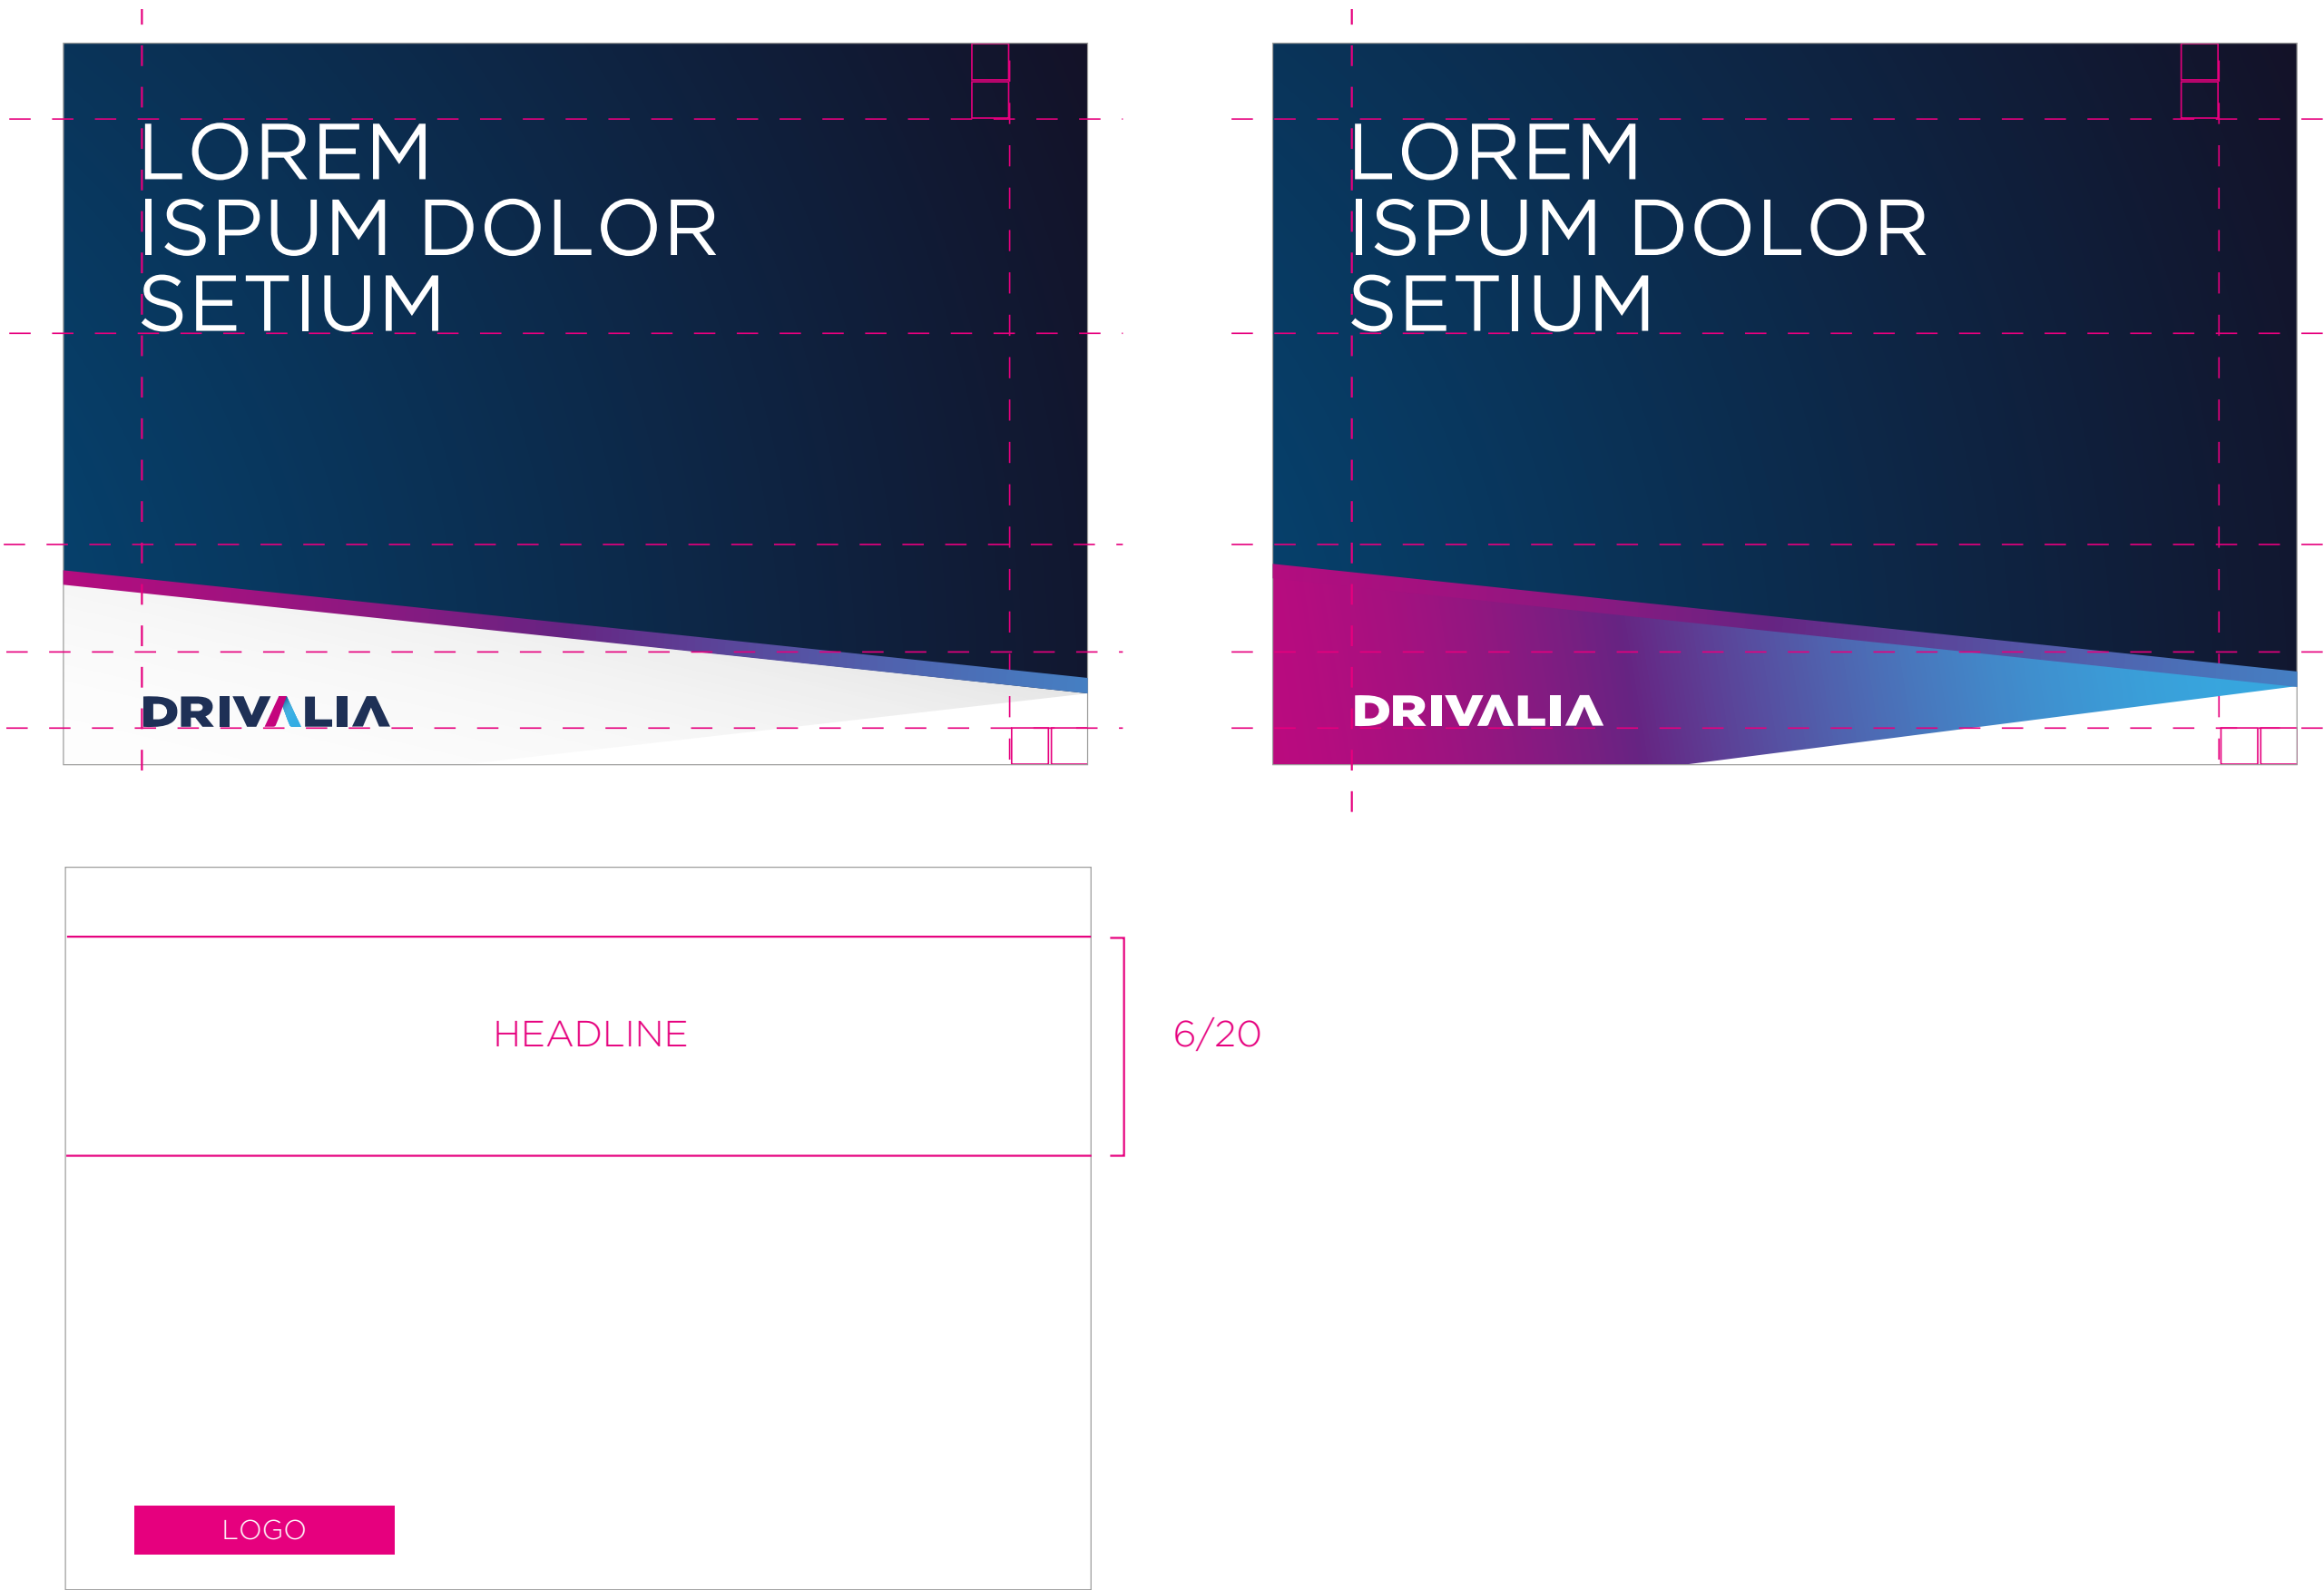 LOREM
ISPUM DOLOR
SETIUM
DRIVALIA
LOREM
ISPUM DOLOR
SETIUM
DRIVALIA
HEADLINE
6/20
LOGO